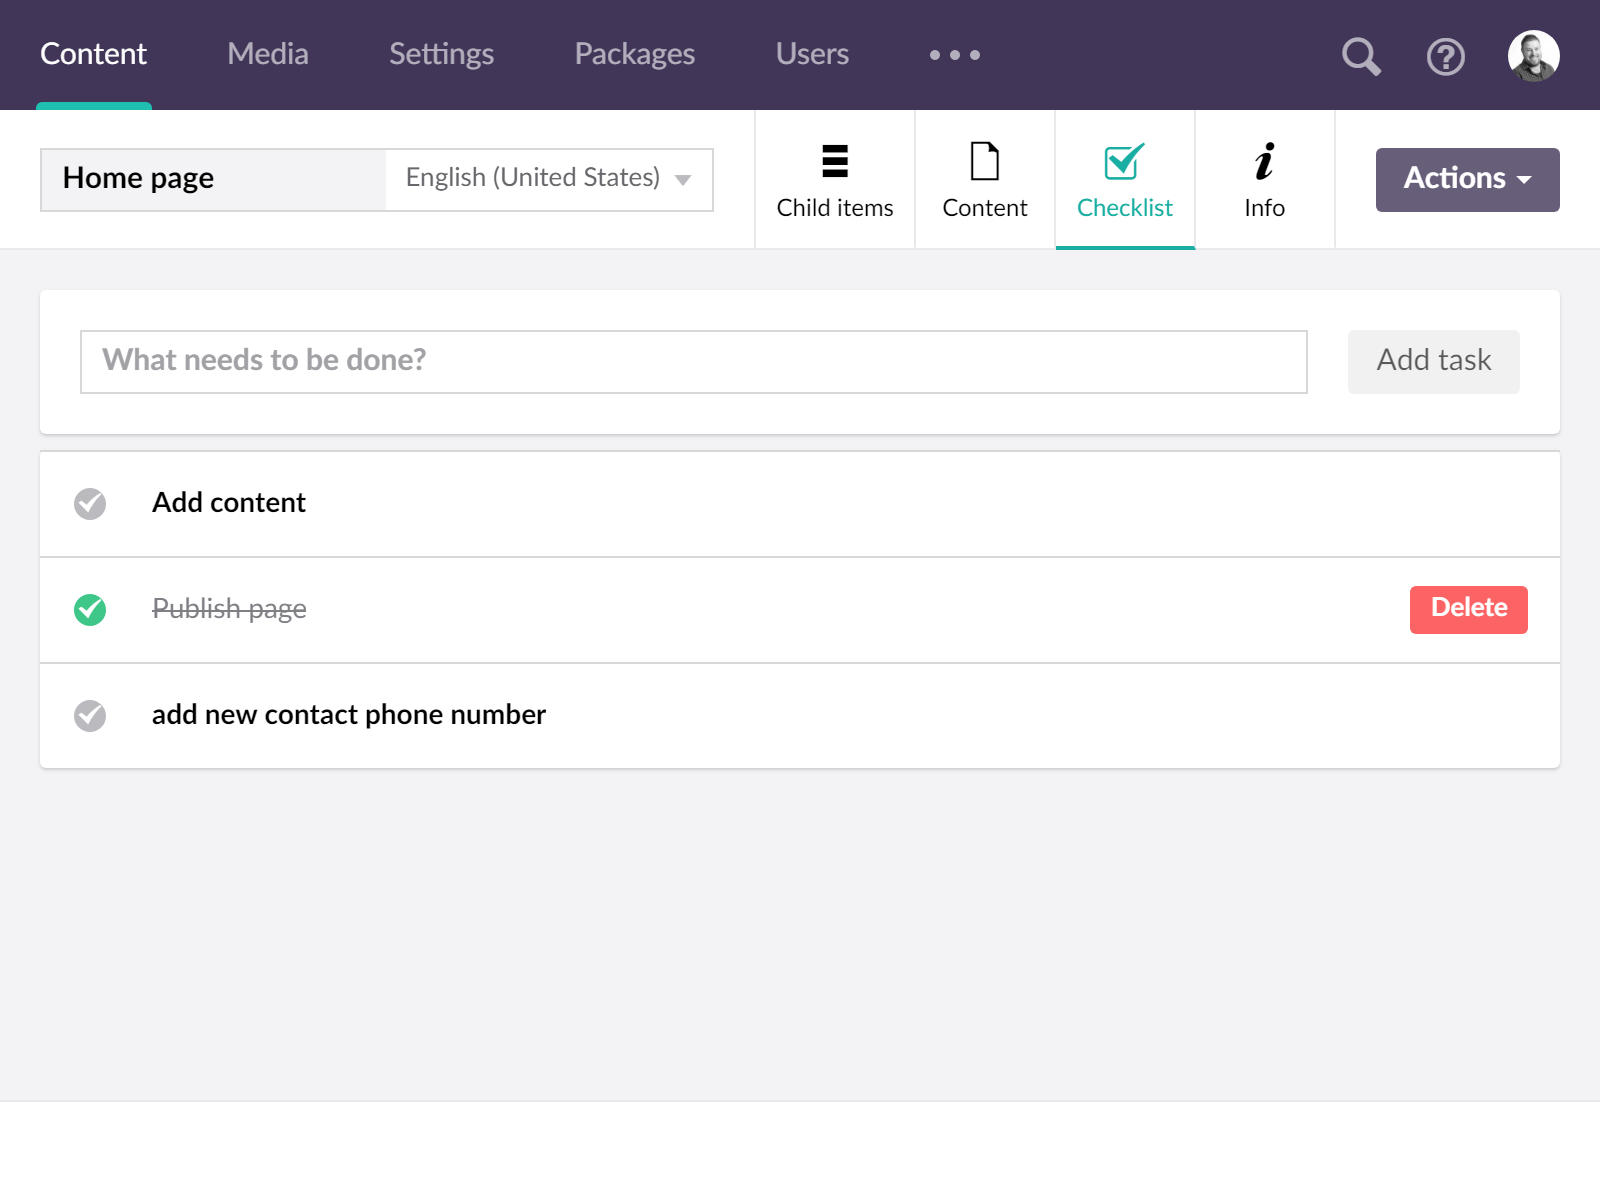 Content Media Settings Packages Users
Home page English (United States) Child items Content Checklist Info Actions
What needs to be done? Add task
Add content
Publish page Delete
add new contact phone number